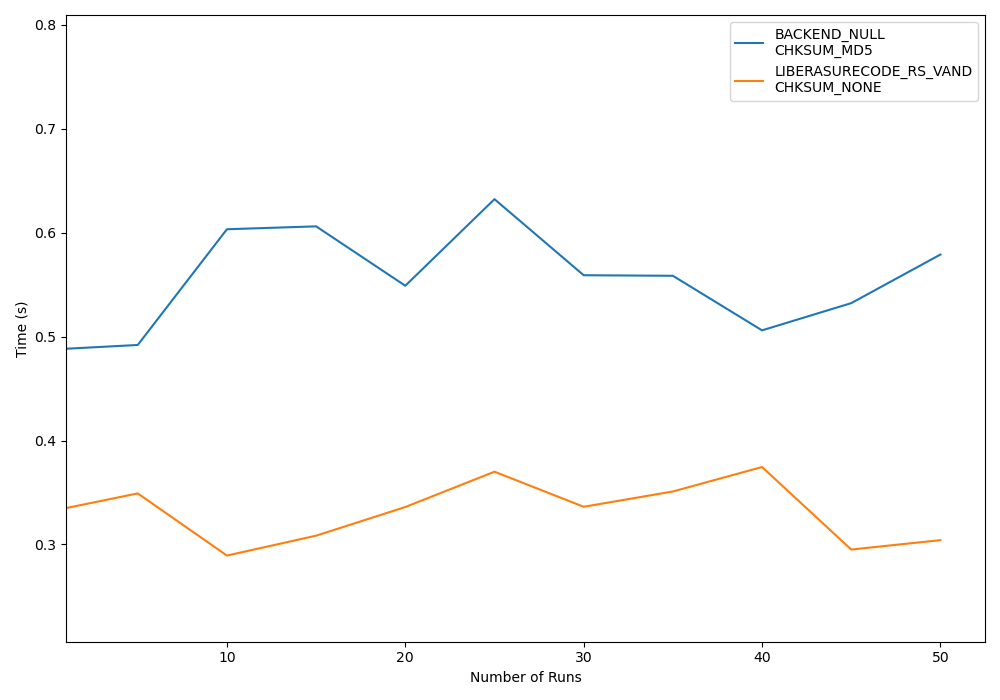 BACKEND_NULL
CHKSUM_MD5
LIBERASURECODE_RS_VAND
CHKSUM_NONE
0.8
0.7
0.6
0.5
0.4
0.3
Time (s)
10 20 30 40 50
Number of Runs